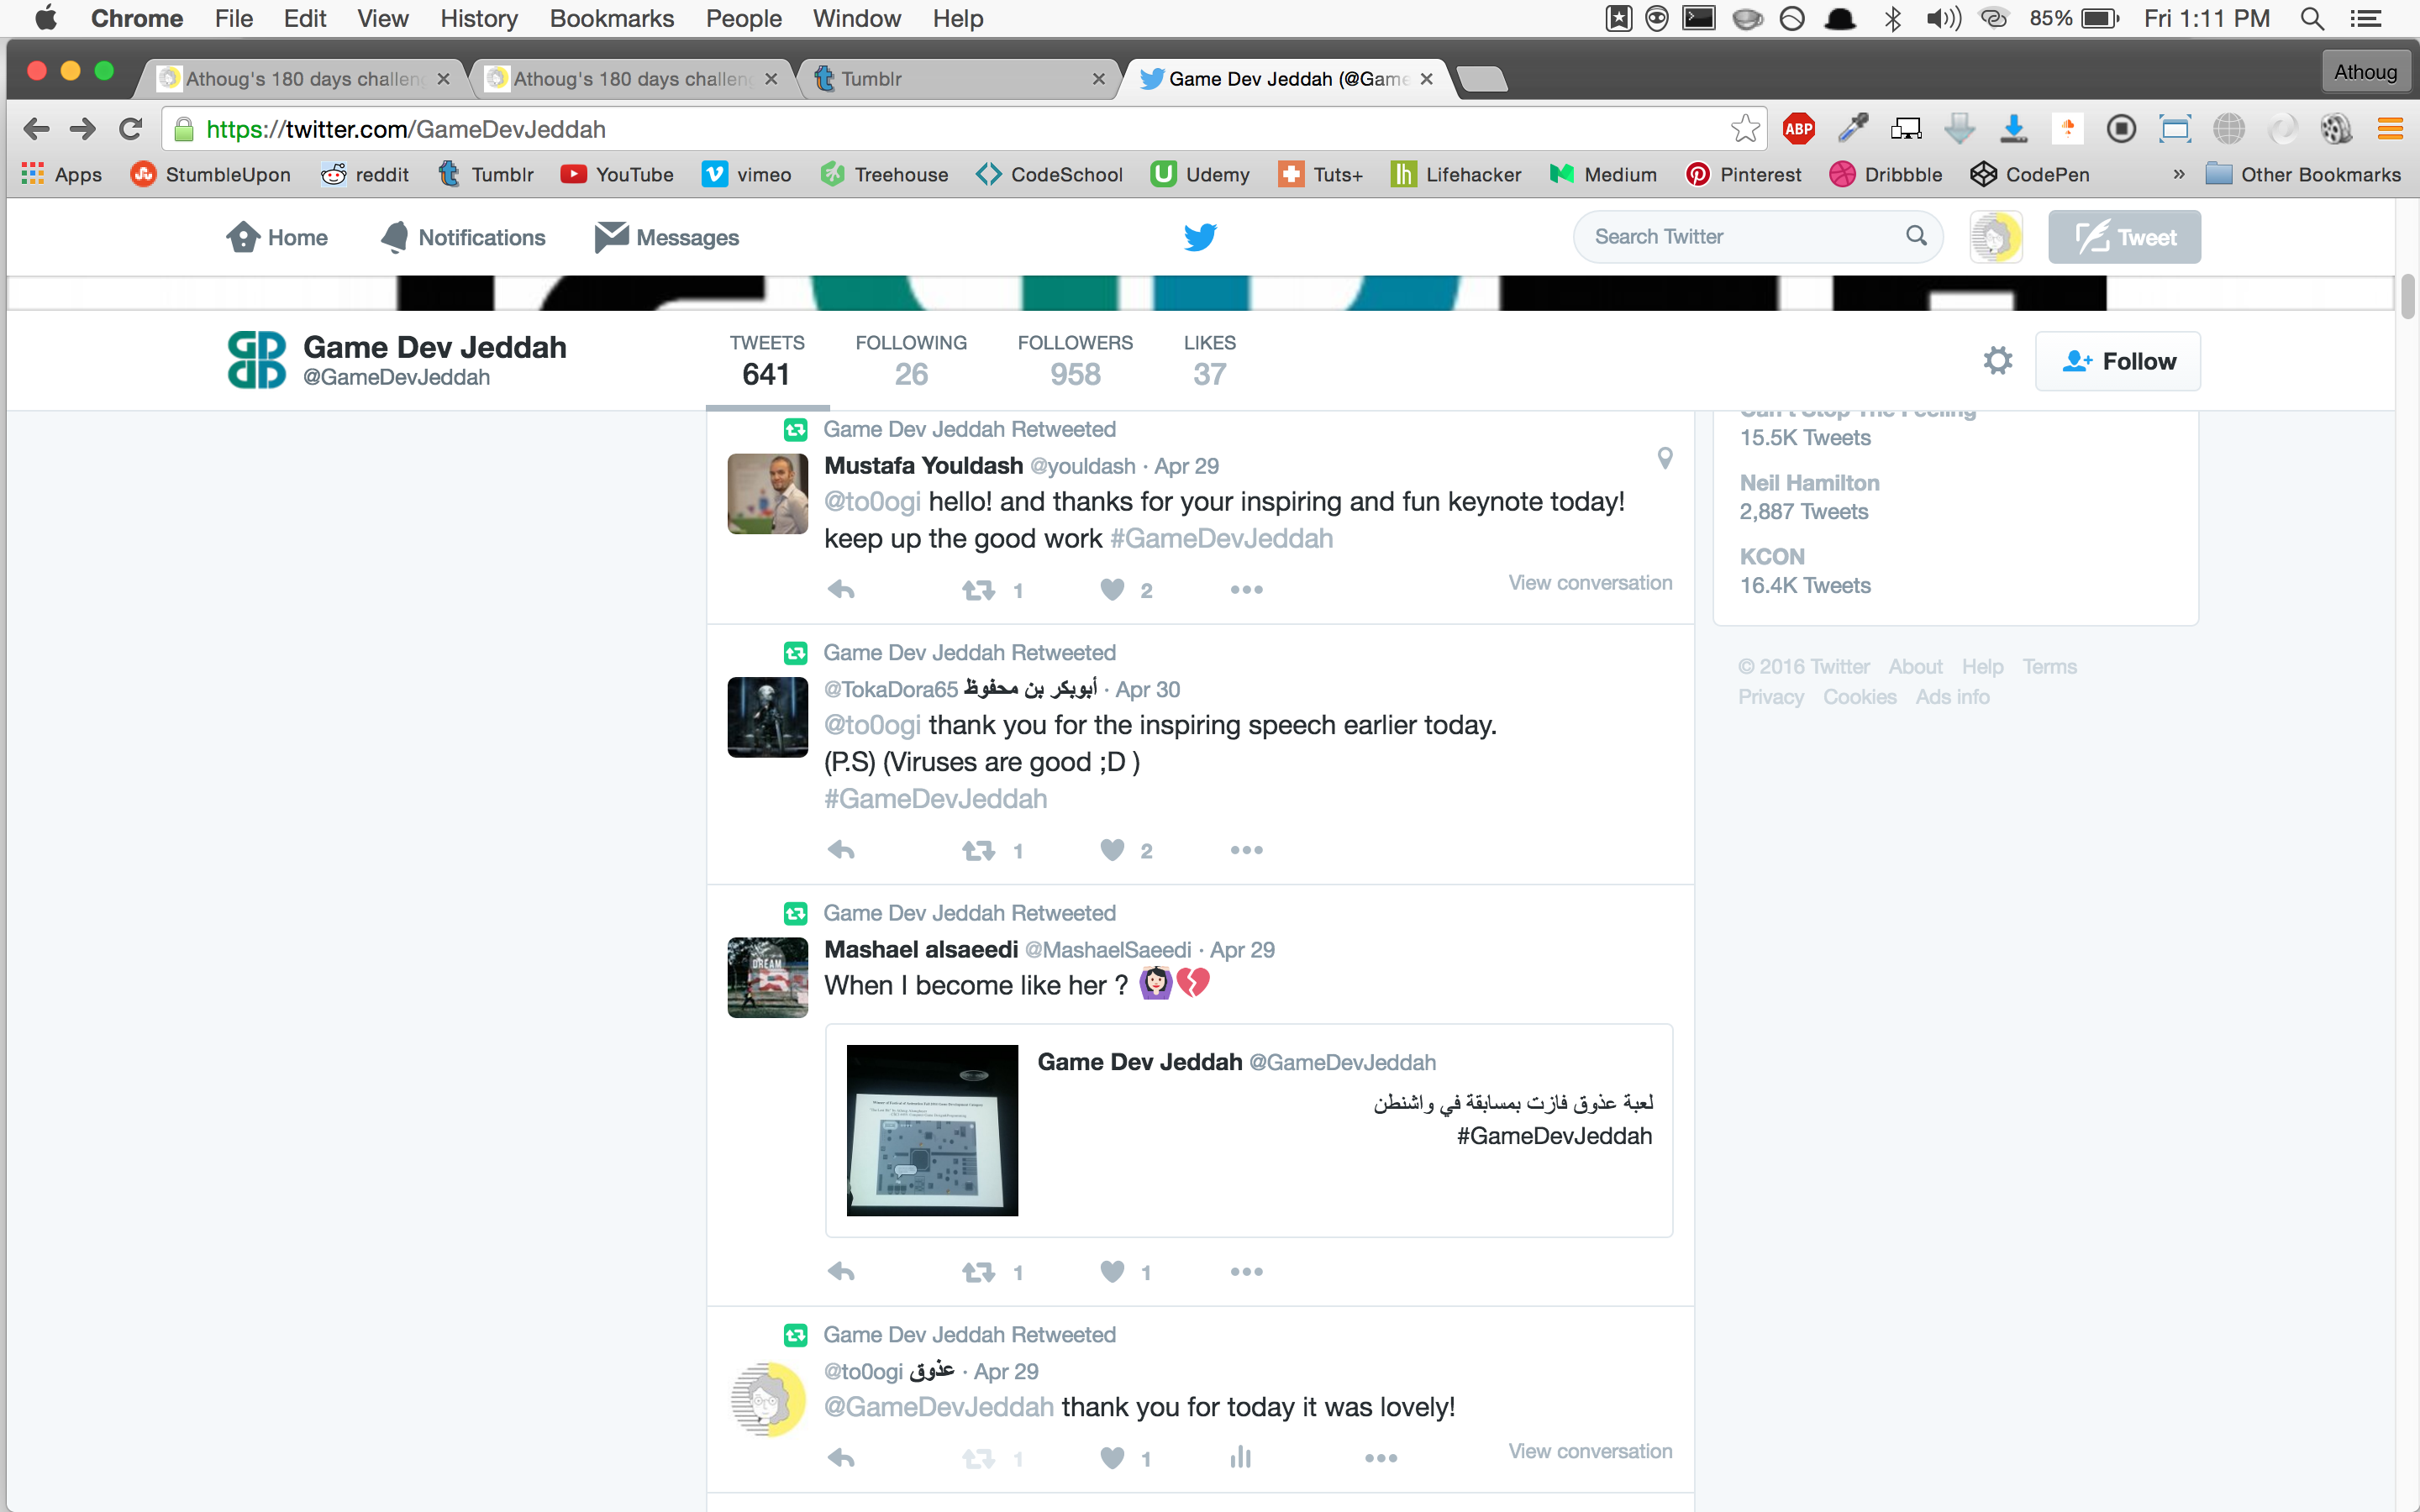 Chrome File Edit View History Bookmarks People Window Help 85% Fri 1:11 PM
Athoug's 180 days challeng Athoug's 180 days challeng Tumblr Game Dev Jeddah (@Game Athoug
https://twitter.com/GameDevJeddah ABP
Apps StumbleUpon reddit Tumblr YouTube vimeo Treehouse CodeSchool Udemy Tuts+ Lifehacker Medium Pinterest Dribbble CodePen » Other Bookmarks
Home Notifications Messages Search Twitter Tweet
Game Dev Jeddah
@GameDevJeddah
TWEETS FOLLOWING FOLLOWERS LIKES
641 26 958 37
Follow
Game Dev Jeddah Retweeted
Mustafa Youldash @youldash · Apr 29
@to0ogi hello! and thanks for your inspiring and fun keynote today!
keep up the good work #GameDevJeddah
1 2 View conversation
Game Dev Jeddah Retweeted
@TokaDora65 أبوبكر بن محفوظ · Apr 30
@to0ogi thank you for the inspiring speech earlier today.
(P.S) (Viruses are good ;D )
#GameDevJeddah
1 2
Game Dev Jeddah Retweeted
Mashael alsaeedi @MashaelSaeedi · Apr 29
When I become like her ? 🙆🏻💔
Game Dev Jeddah @GameDevJeddah
لعبة عذوق فازت بمسابقة في واشنطن
#GameDevJeddah
1 1
Game Dev Jeddah Retweeted
@to0ogi عذوق · Apr 29
@GameDevJeddah thank you for today it was lovely!
1 1 View conversation
Can't Stop The Feeling
15.5K Tweets
Neil Hamilton
2,887 Tweets
KCON
16.4K Tweets
© 2016 Twitter About Help Terms
Privacy Cookies Ads info